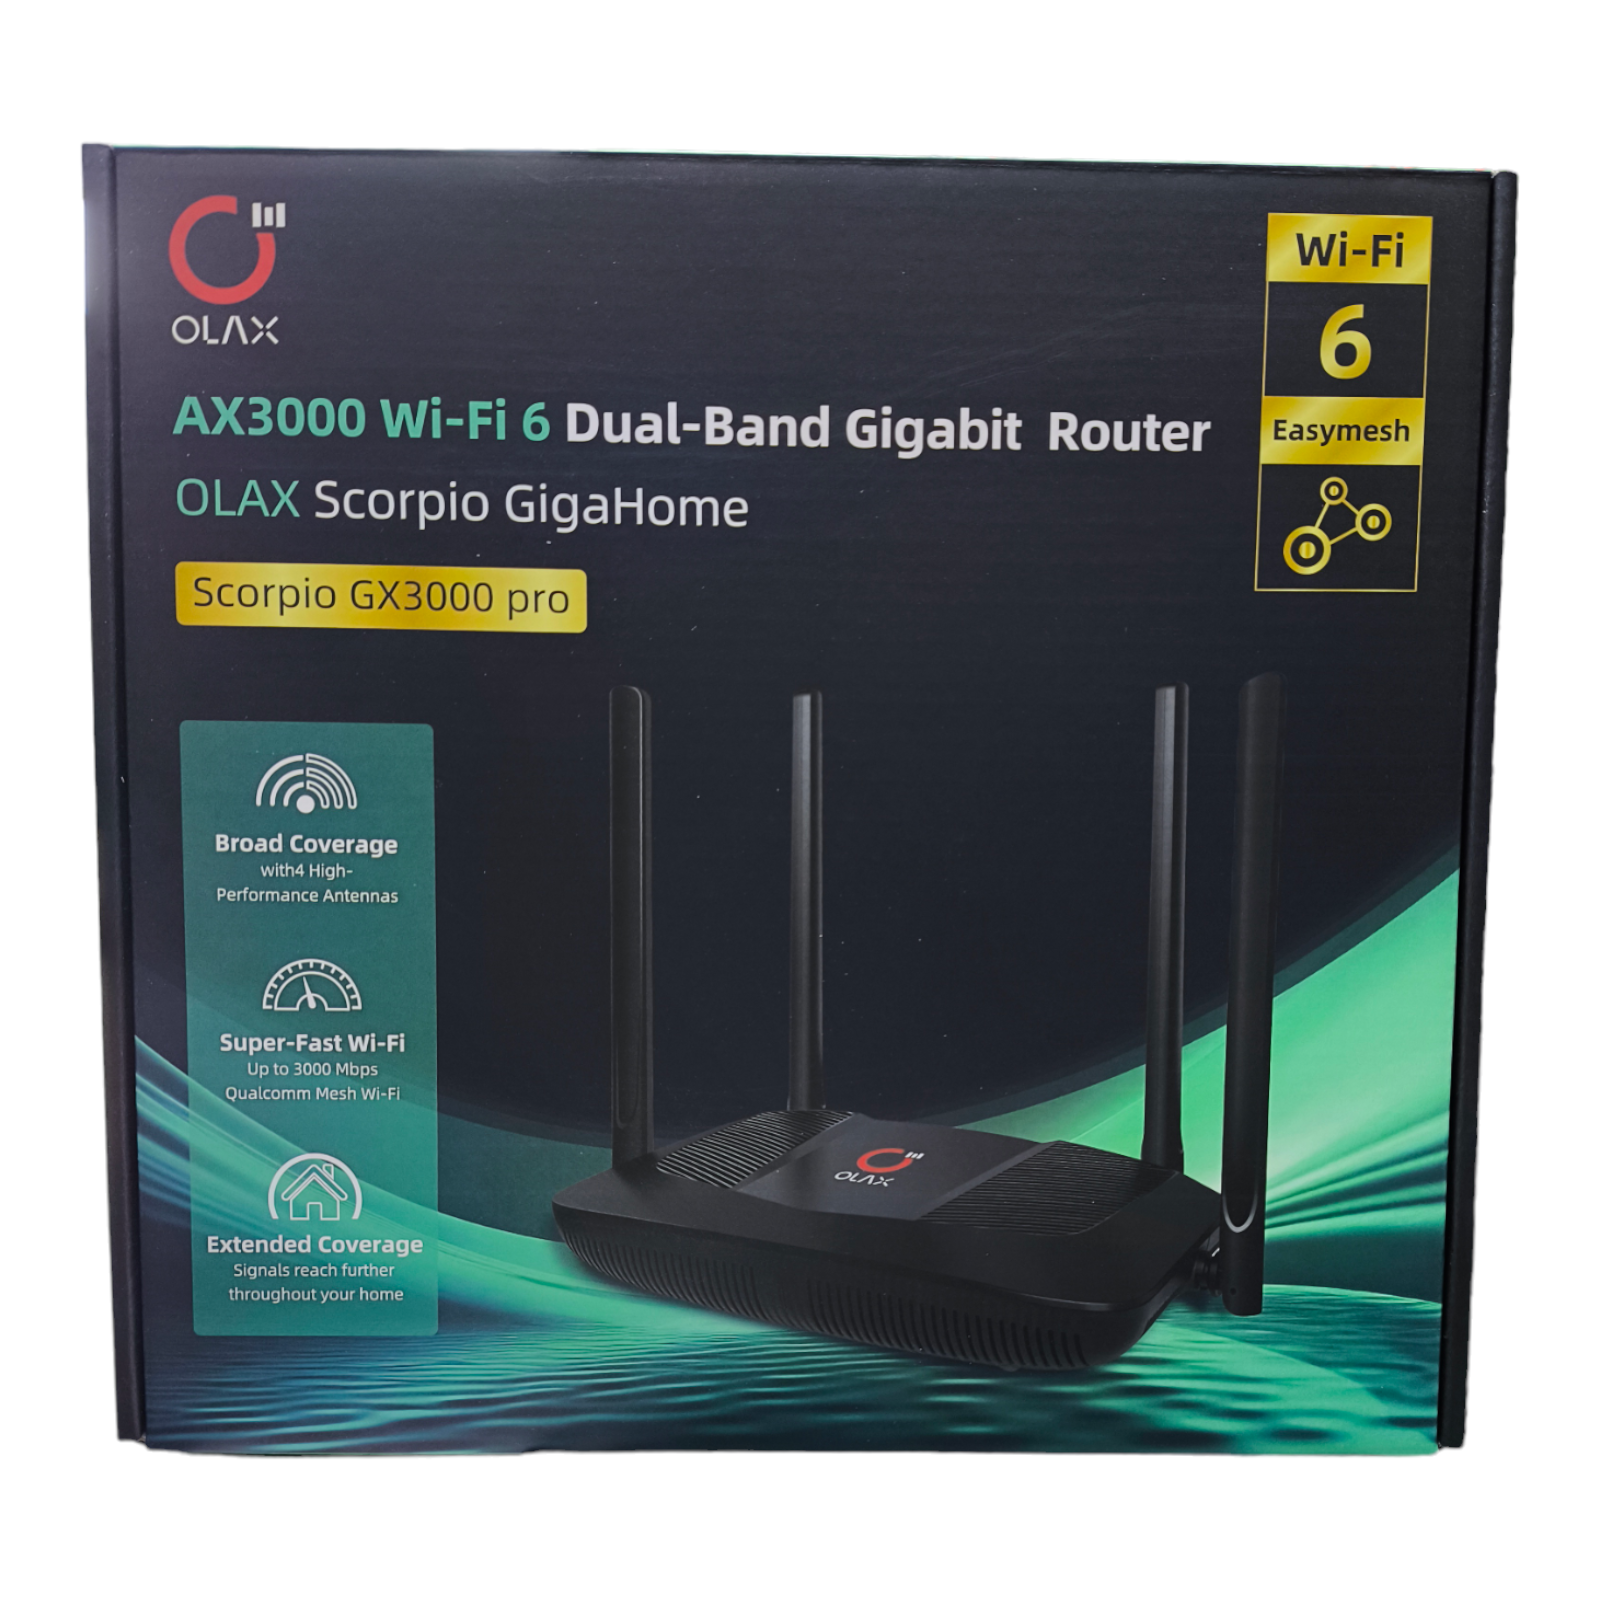 OLAX
Wi-Fi
6
Easymesh
AX3000 Wi-Fi 6 Dual-Band Gigabit Router
OLAX Scorpio GigaHome
Scorpio GX3000 pro
Broad Coverage
with4 High-
Performance Antennas
Super-Fast Wi-Fi
Up to 3000 Mbps
Qualcomm Mesh Wi-Fi
Extended Coverage
Signals reach further
throughout your home
OLAX